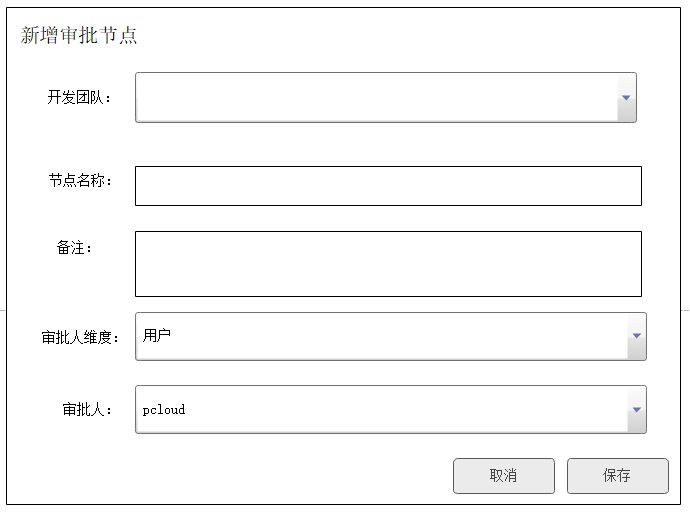 新增审批节点
开发团队：
节点名称：
备注：
审批人维度： 用户
审批人： pcloud
取消 保存